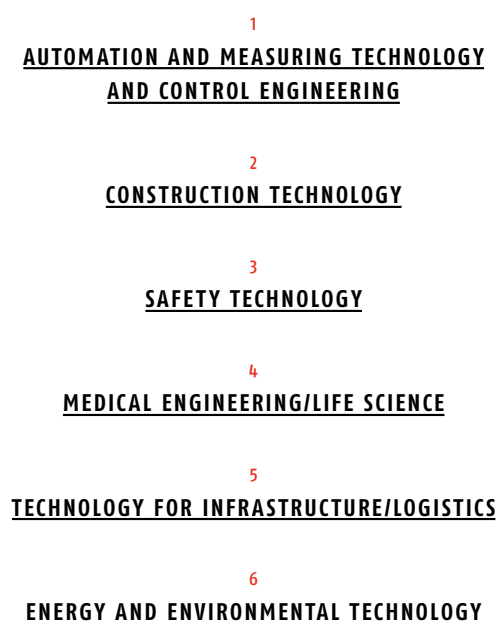 1
AUTOMATION AND MEASURING TECHNOLOGY
AND CONTROL ENGINEERING
2
CONSTRUCTION TECHNOLOGY
3
SAFETY TECHNOLOGY
4
MEDICAL ENGINEERING/LIFE SCIENCE
5
TECHNOLOGY FOR INFRASTRUCTURE/LOGISTICS
6
ENERGY AND ENVIRONMENTAL TECHNOLOGY